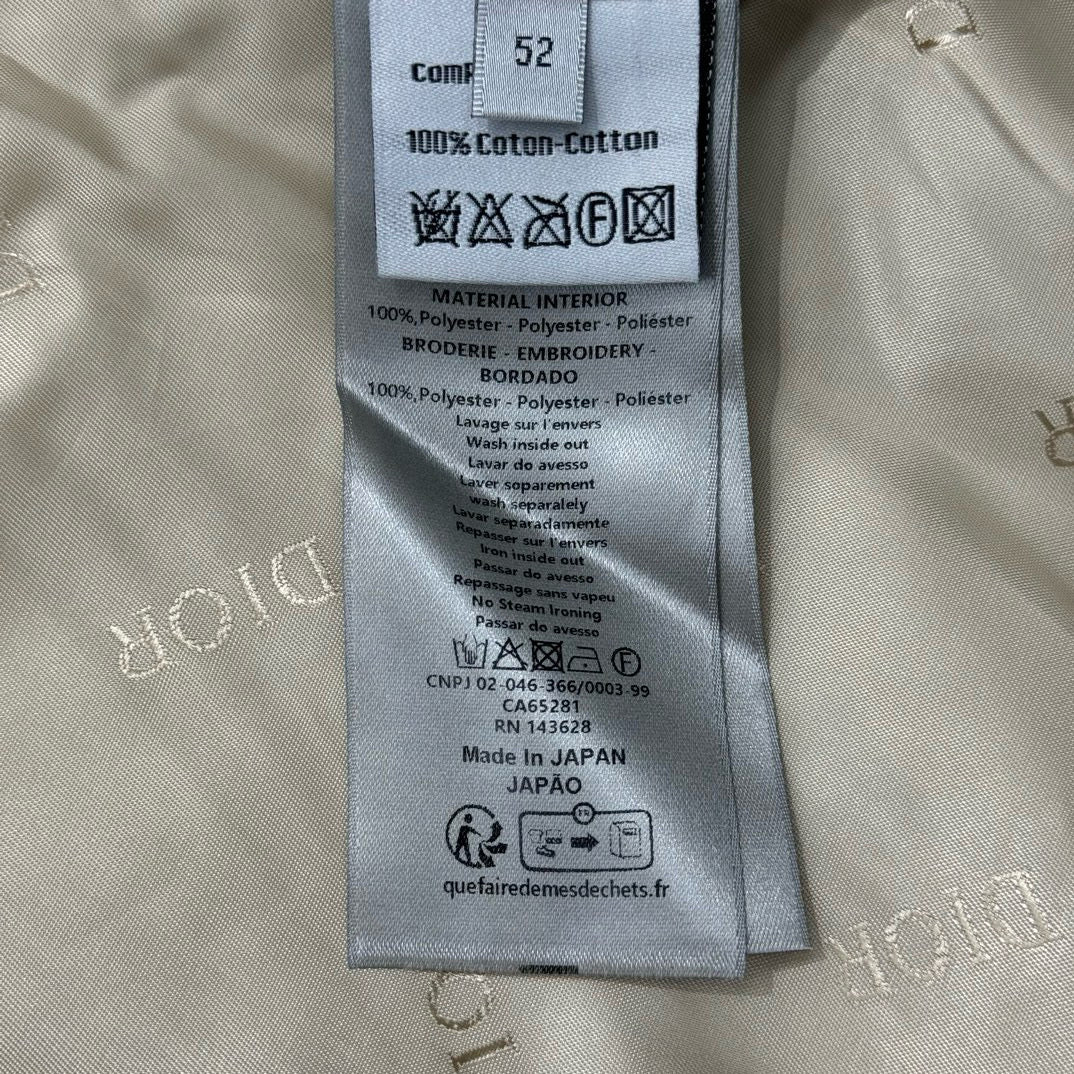 52
100% Coton-Cotton
F
MATERIAL INTERIOR
100%,Polyester - Polyester - Poliéster
BRODERIE - EMBROIDERY -
BORDADO
100%,Polyester - Polyester - Poliéster
Lavage sur l'envers
Wash inside out
Lavar do avesso
Laver soparement
wash separalely
Lavar separadamente
Repasser sur l'envers
Iron inside out
Passar do avesso
Repassage sans vapeu
No Steam Ironing
Passar do avesso
F
CNPJ 02-046-366/0003-99
CA65281
RN 143628
Made In JAPAN
JAPÃO
FR
quefairedemesdechets.fr
DIOR
DIOR